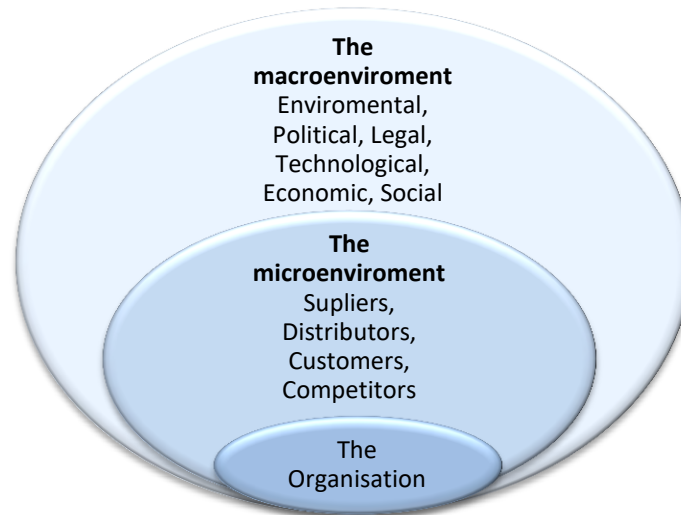 The
macroenviroment
Enviromental,
Political, Legal,
Technological,
Economic, Social
The
microenviroment
Supliers,
Distributors,
Customers,
Competitors
The
Organisation